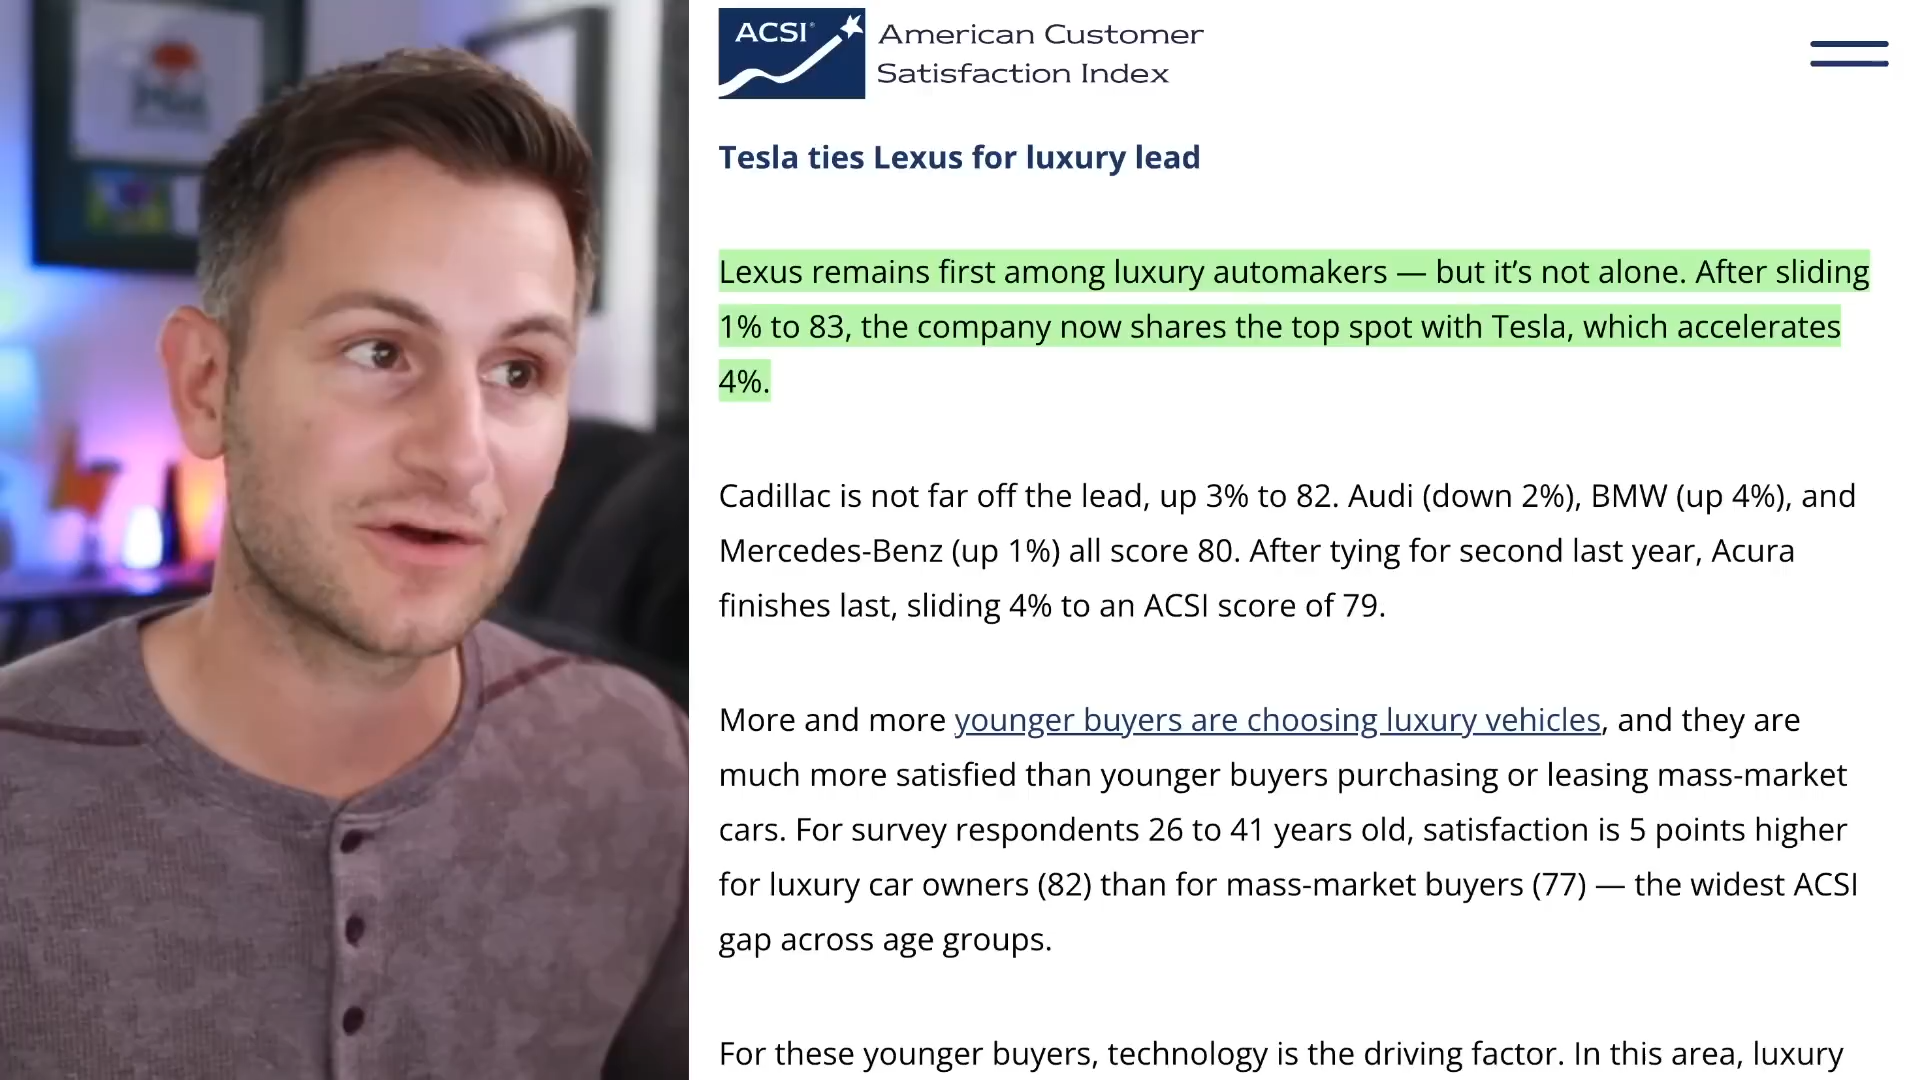 ACSI®
American Customer
Satisfaction Index
Tesla ties Lexus for luxury lead
Lexus remains first among luxury automakers — but it’s not alone. After sliding
1% to 83, the company now shares the top spot with Tesla, which accelerates
4%.
Cadillac is not far off the lead, up 3% to 82. Audi (down 2%), BMW (up 4%), and
Mercedes-Benz (up 1%) all score 80. After tying for second last year, Acura
finishes last, sliding 4% to an ACSI score of 79.
More and more younger buyers are choosing luxury vehicles, and they are
much more satisfied than younger buyers purchasing or leasing mass-market
cars. For survey respondents 26 to 41 years old, satisfaction is 5 points higher
for luxury car owners (82) than for mass-market buyers (77) — the widest ACSI
gap across age groups.
For these younger buyers, technology is the driving factor. In this area, luxury